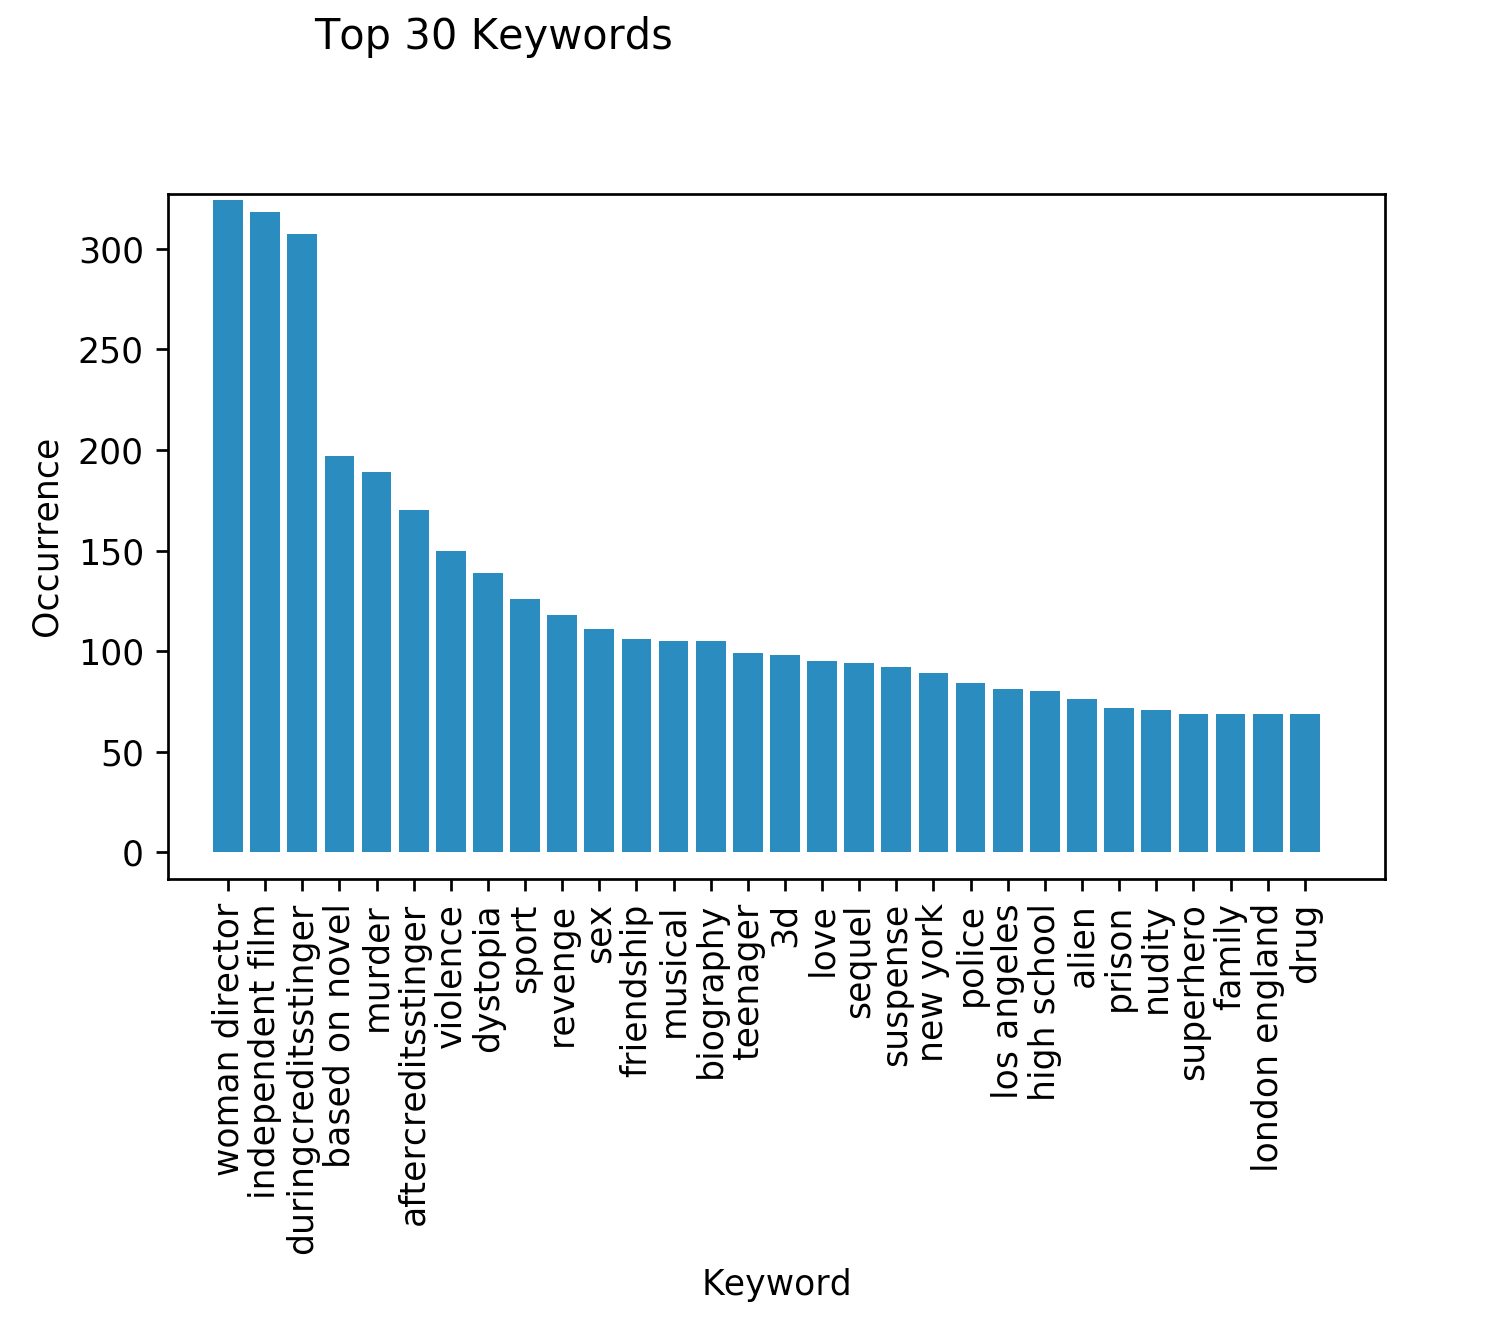 Top 30 Keywords
Occurrence
300
250
200
150
100
50
0
woman director
independent film
duringcreditsstinger
based on novel
murder
aftercreditsstinger
violence
dystopia
sport
revenge
sex
friendship
musical
biography
teenager
3d
love
sequel
suspense
new york
police
los angeles
high school
alien
prison
nudity
superhero
family
london england
drug
Keyword